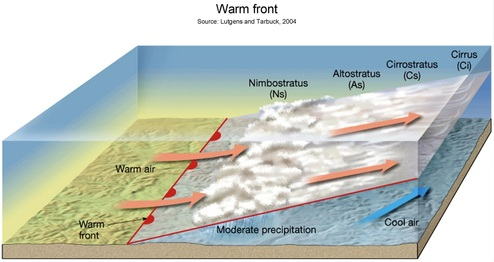 Warm front
Source: Lutgens and Tarbuck, 2004
Cirrus
(Ci)
Cirrostratus
(Cs)
Altostratus
(As)
Nimbostratus
(Ns)
Warm air
Warm
front
Moderate precipitation
Cool air